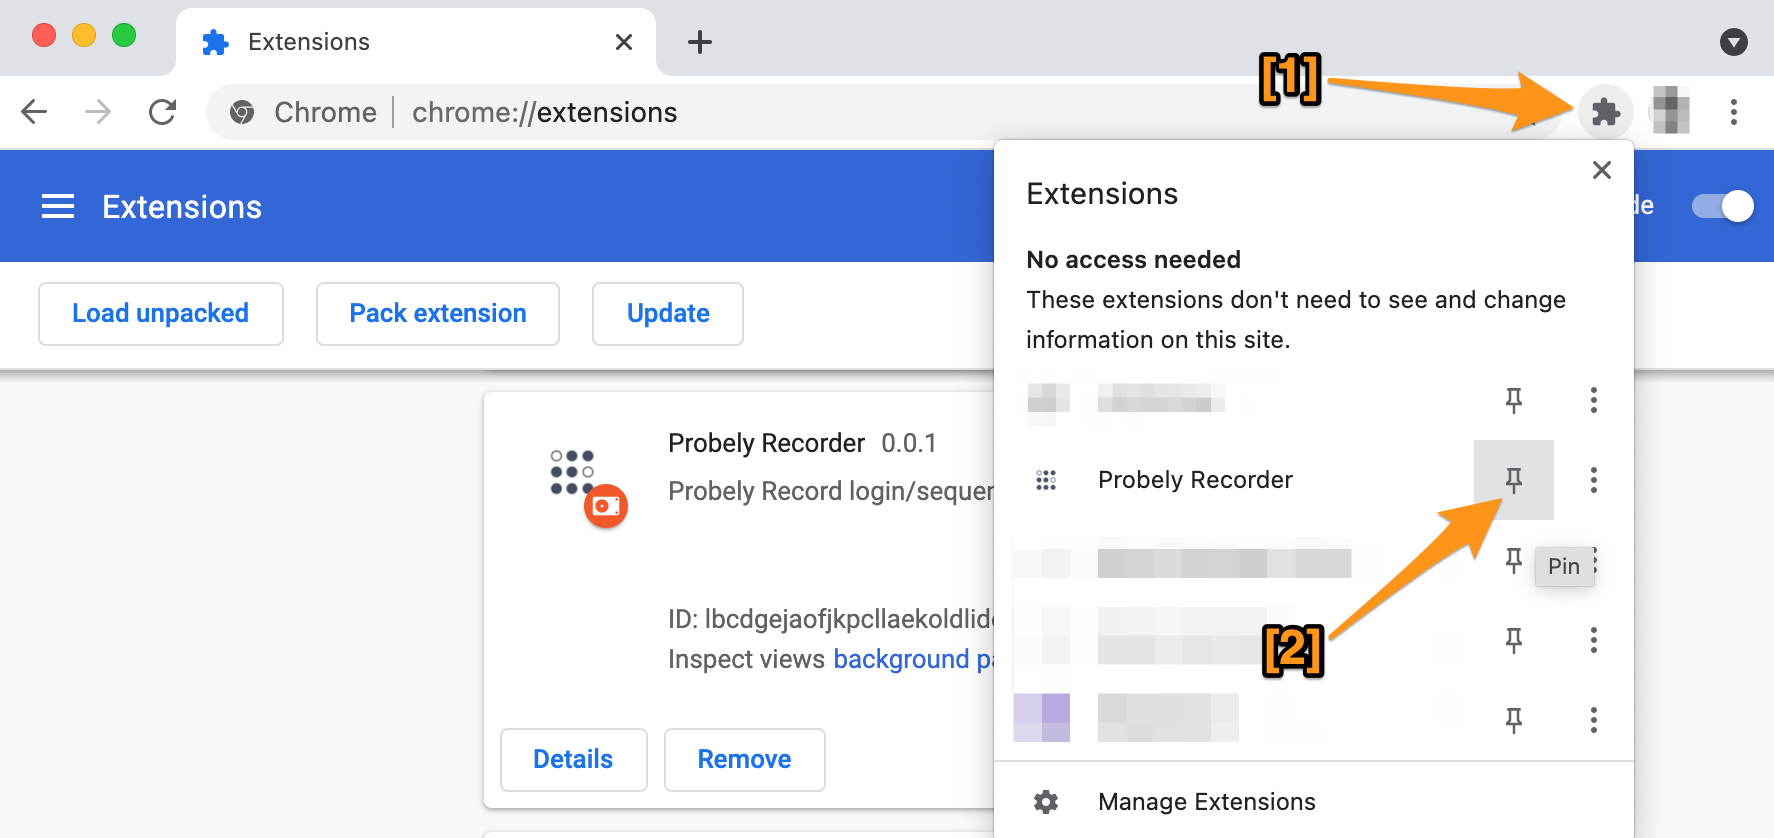 Extensions
[1]
Chrome
chrome://extensions
Extensions
de
Extensions
No access needed
These extensions don't need to see and change
information on this site.
Load unpacked
Pack extension
Update
Probely Recorder 0.0.1
Probely Record login/sequen
Probely Recorder
Pin
ID: lbcdgejaofjkpcllaekoldlid
Inspect views background pa
[2]
Details
Remove
Manage Extensions